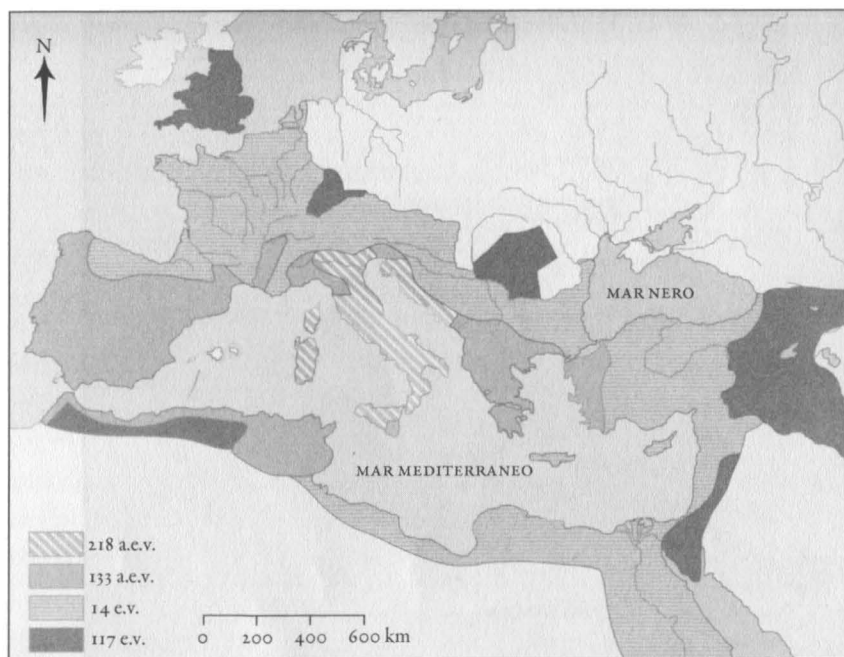 N
MAR NERO
MAR MEDITERRANEO
218 a.e.v.
133 a.e.v.
14 e.v.
117 e.v.
0 200 400 600 km